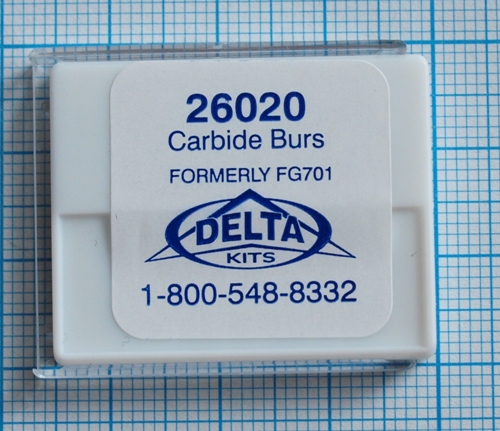 26020
Carbide Burs
FORMERLY FG701
DELTA
KITS
1-800-548-8332